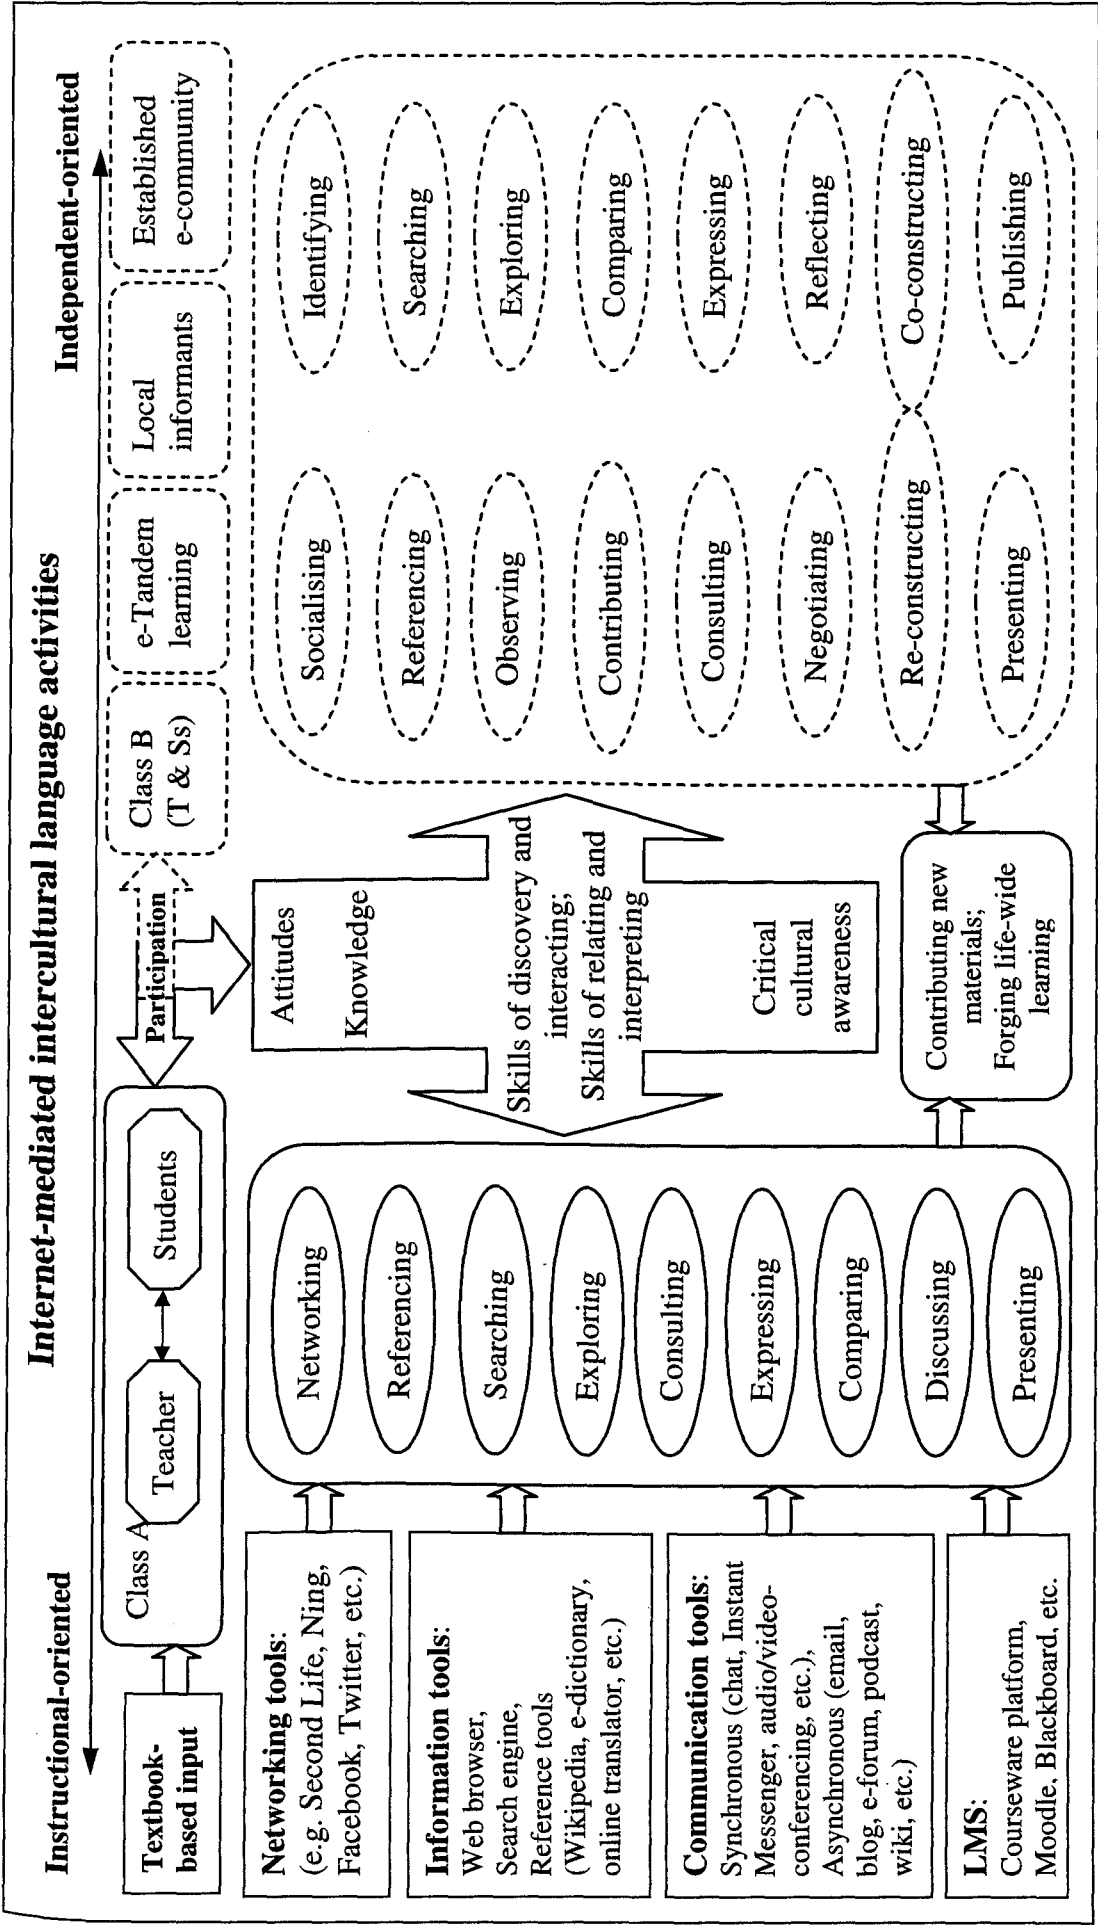 Internet-mediated intercultural language activities
Instructional-oriented
Independent-oriented
Textbook-
based input
Class A
Teacher
Students
Participation
Class B
(T & Ss)
e-Tandem
learning
Local
informants
Established
e-community
Networking tools:
(e.g. Second Life, Ning,
Facebook, Twitter, etc.)
Information tools:
Web browser,
Search engine,
Reference tools
(Wikipedia, e-dictionary,
online translator, etc.)
Communication tools:
Synchronous (chat, Instant
Messenger, audio/video-
conferencing, etc.),
Asynchronous (email,
blog, e-forum, podcast,
wiki, etc.)
LMS:
Courseware platform,
Moodle, Blackboard, etc.
Networking
Referencing
Searching
Exploring
Consulting
Expressing
Comparing
Discussing
Presenting
Attitudes
Knowledge
Skills of discovery and
interacting;
Skills of relating and
interpreting
Critical
cultural
awareness
Contributing new
materials;
Forging life-wide
learning
Socialising
Referencing
Observing
Contributing
Consulting
Negotiating
Re-constructing
Presenting
Identifying
Searching
Exploring
Comparing
Expressing
Reflecting
Co-constructing
Publishing